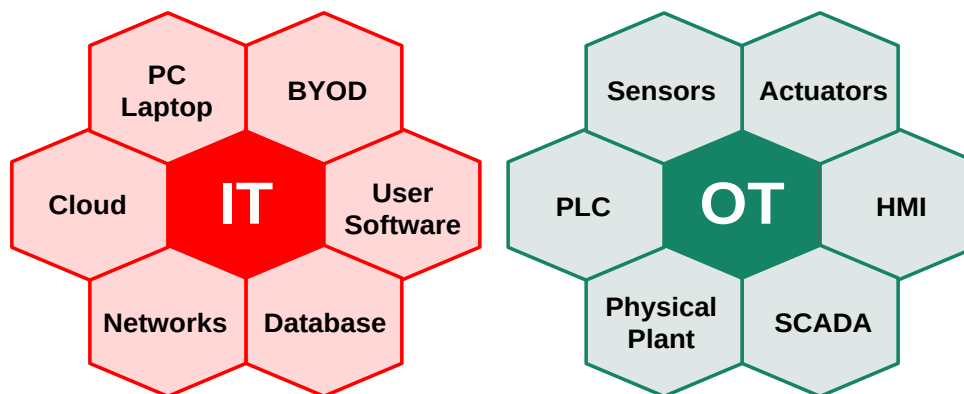 PC
Laptop
BYOD
Cloud
IT
User
Software
Networks
Database
Sensors
Actuators
PLC
OT
HMI
Physical
Plant
SCADA